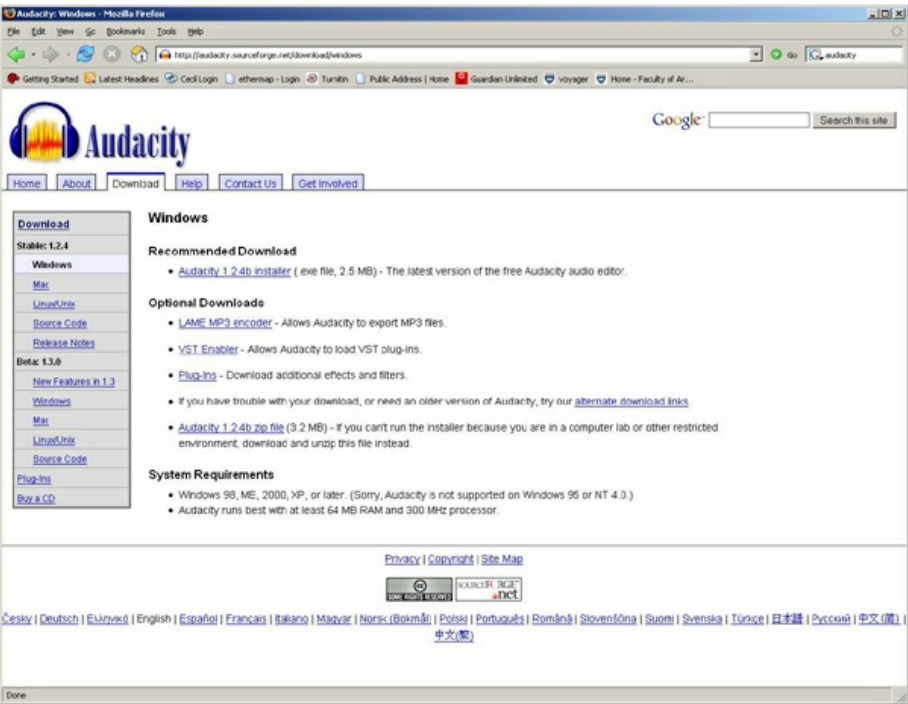 Audacity: Windows - Mozilla Firefox
File Edit View Go Bookmarks Tools Help
http://audacity.sourceforge.net/download/windows Go audacity
Getting Started Latest Headlines Cecil Login ethermap - Login Turnitin Public Address | Home Guardian Unlimited voyager Home - Faculty of Ar...
Audacity
Google Search this site
Home About Download Help Contact Us Get Involved
Download
Stable: 1.2.4
Windows
Mac
Linux/Unix
Source Code
Release Notes
Beta: 1.3.0
New Features in 1.3
Windows
Mac
Linux/Unix
Source Code
Plug-Ins
Buy a CD
Windows
Recommended Download
• Audacity 1.2.4b installer (.exe file, 2.5 MB) - The latest version of the free Audacity audio editor.
Optional Downloads
• LAME MP3 encoder - Allows Audacity to export MP3 files.
• VST Enabler - Allows Audacity to load VST plug-ins.
• Plug-Ins - Download additional effects and filters.
• If you have trouble with your download, or need an older version of Audacity, try our alternate download links.
• Audacity 1.2.4b zip file (3.2 MB) - If you can't run the installer because you are in a computer lab or other restricted
environment, download and unzip this file instead.
System Requirements
• Windows 98, ME, 2000, XP, or later. (Sorry, Audacity is not supported on Windows 95 or NT 4.0.)
• Audacity runs best with at least 64 MB RAM and 300 MHz processor.
Privacy | Copyright | Site Map
CC SOME RIGHTS RESERVED SOURCEFORGE .net
Česky | Deutsch | Ελληνικά | English | Español | Français | Italiano | Magyar | Norsk (Bokmål) | Polski | Português | Română | Slovenščina | Suomi | Svenska | Türkçe | 日本語 | Русский | 中文(简) |
中文(繁)
Done